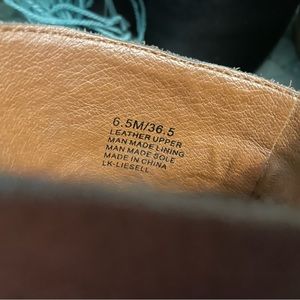 6.5M/36.5
LEATHER UPPER
MAN MADE LINING
MAN MADE SOLE
MADE IN CHINA
LK-LIESELL